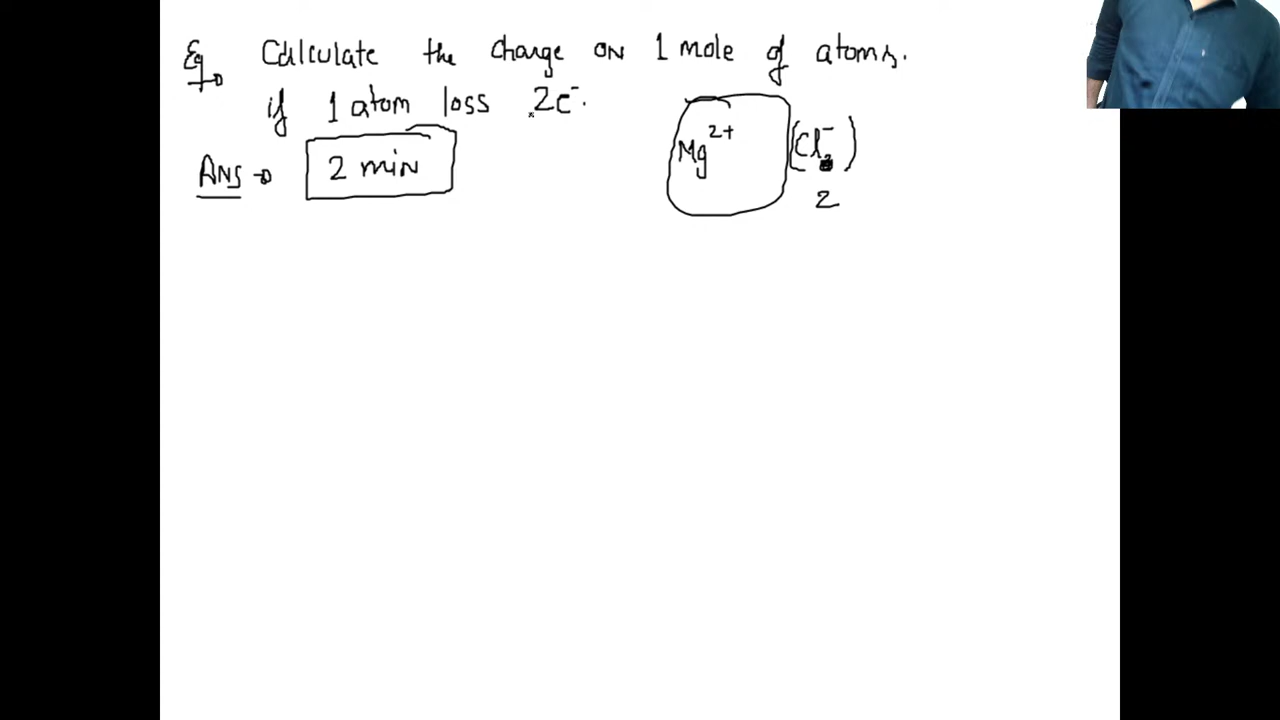 Eg → Calculate the charge on 1 mole of atoms.
if 1 atom loss 2e⁻.
Ans → 2 min
Mg²⁺ (Cl⁻)
2